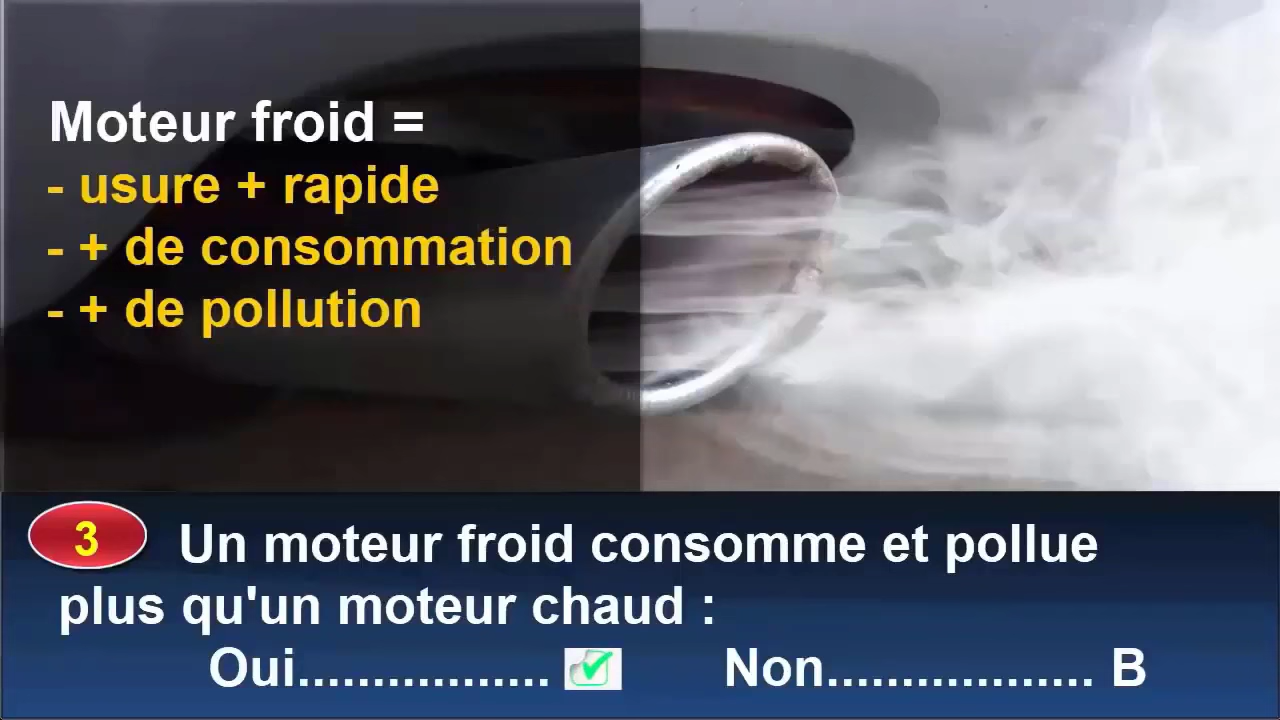 Moteur froid =
- usure + rapide
- + de consommation
- + de pollution
3 Un moteur froid consomme et pollue
plus qu'un moteur chaud :
Oui................. Non.................. B